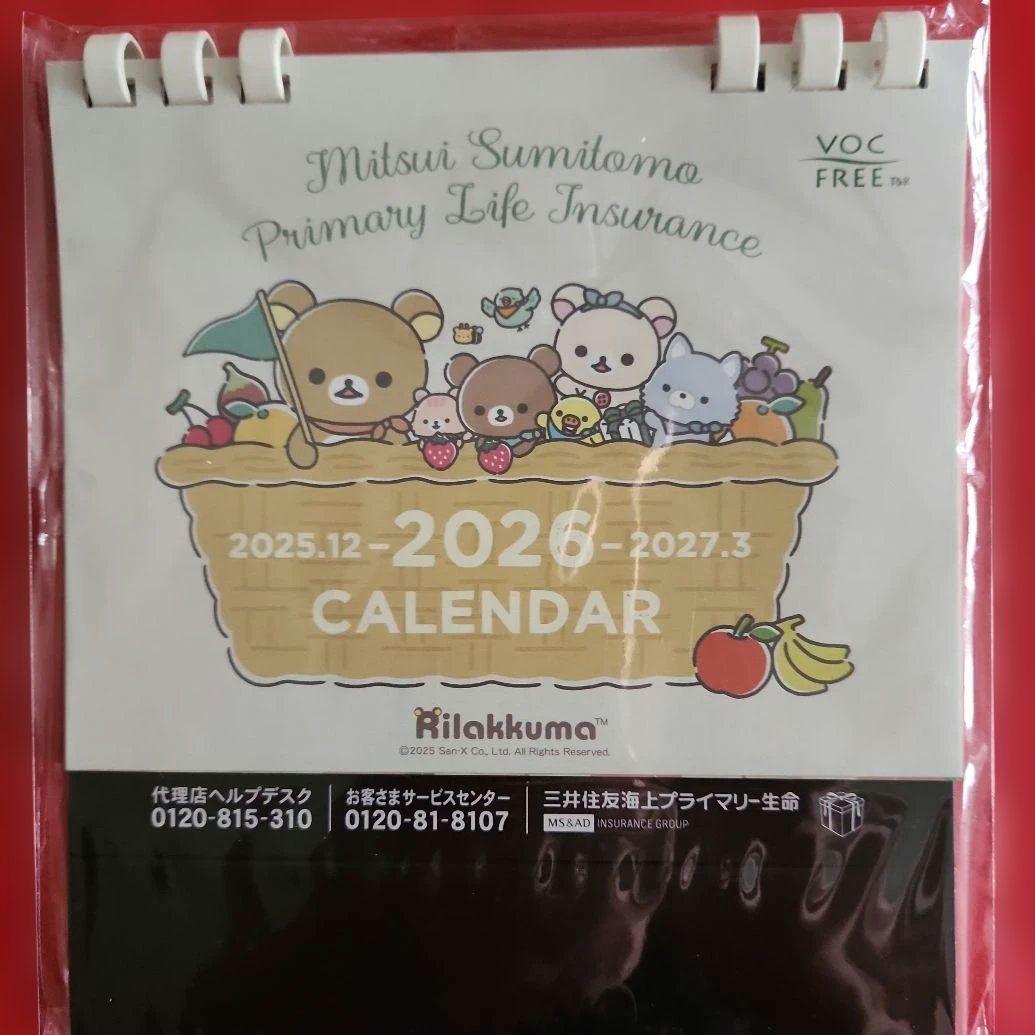 Mitsui Sumitomo
Primary Life Insurance
VOC
FREE
2025.12-2026-2027.3
CALENDAR
Rilakkuma™
©2025 San-X Co., Ltd. All Rights Reserved.
代理店ヘルプデスク
0120-815-310
お客さまサービスセンター
0120-81-8107
三井住友海上プライマリー生命
MS&AD INSURANCE GROUP